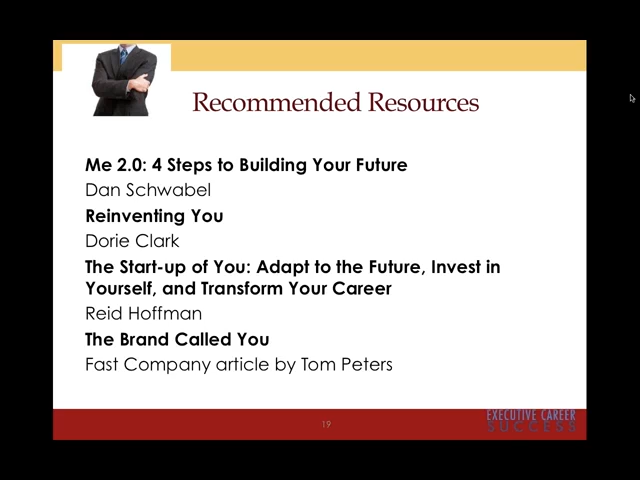 Recommended Resources
Me 2.0: 4 Steps to Building Your Future
Dan Schwabel
Reinventing You
Dorie Clark
The Start-up of You: Adapt to the Future, Invest in
Yourself, and Transform Your Career
Reid Hoffman
The Brand Called You
Fast Company article by Tom Peters
19
EXECUTIVE CAREER
SUCCESS